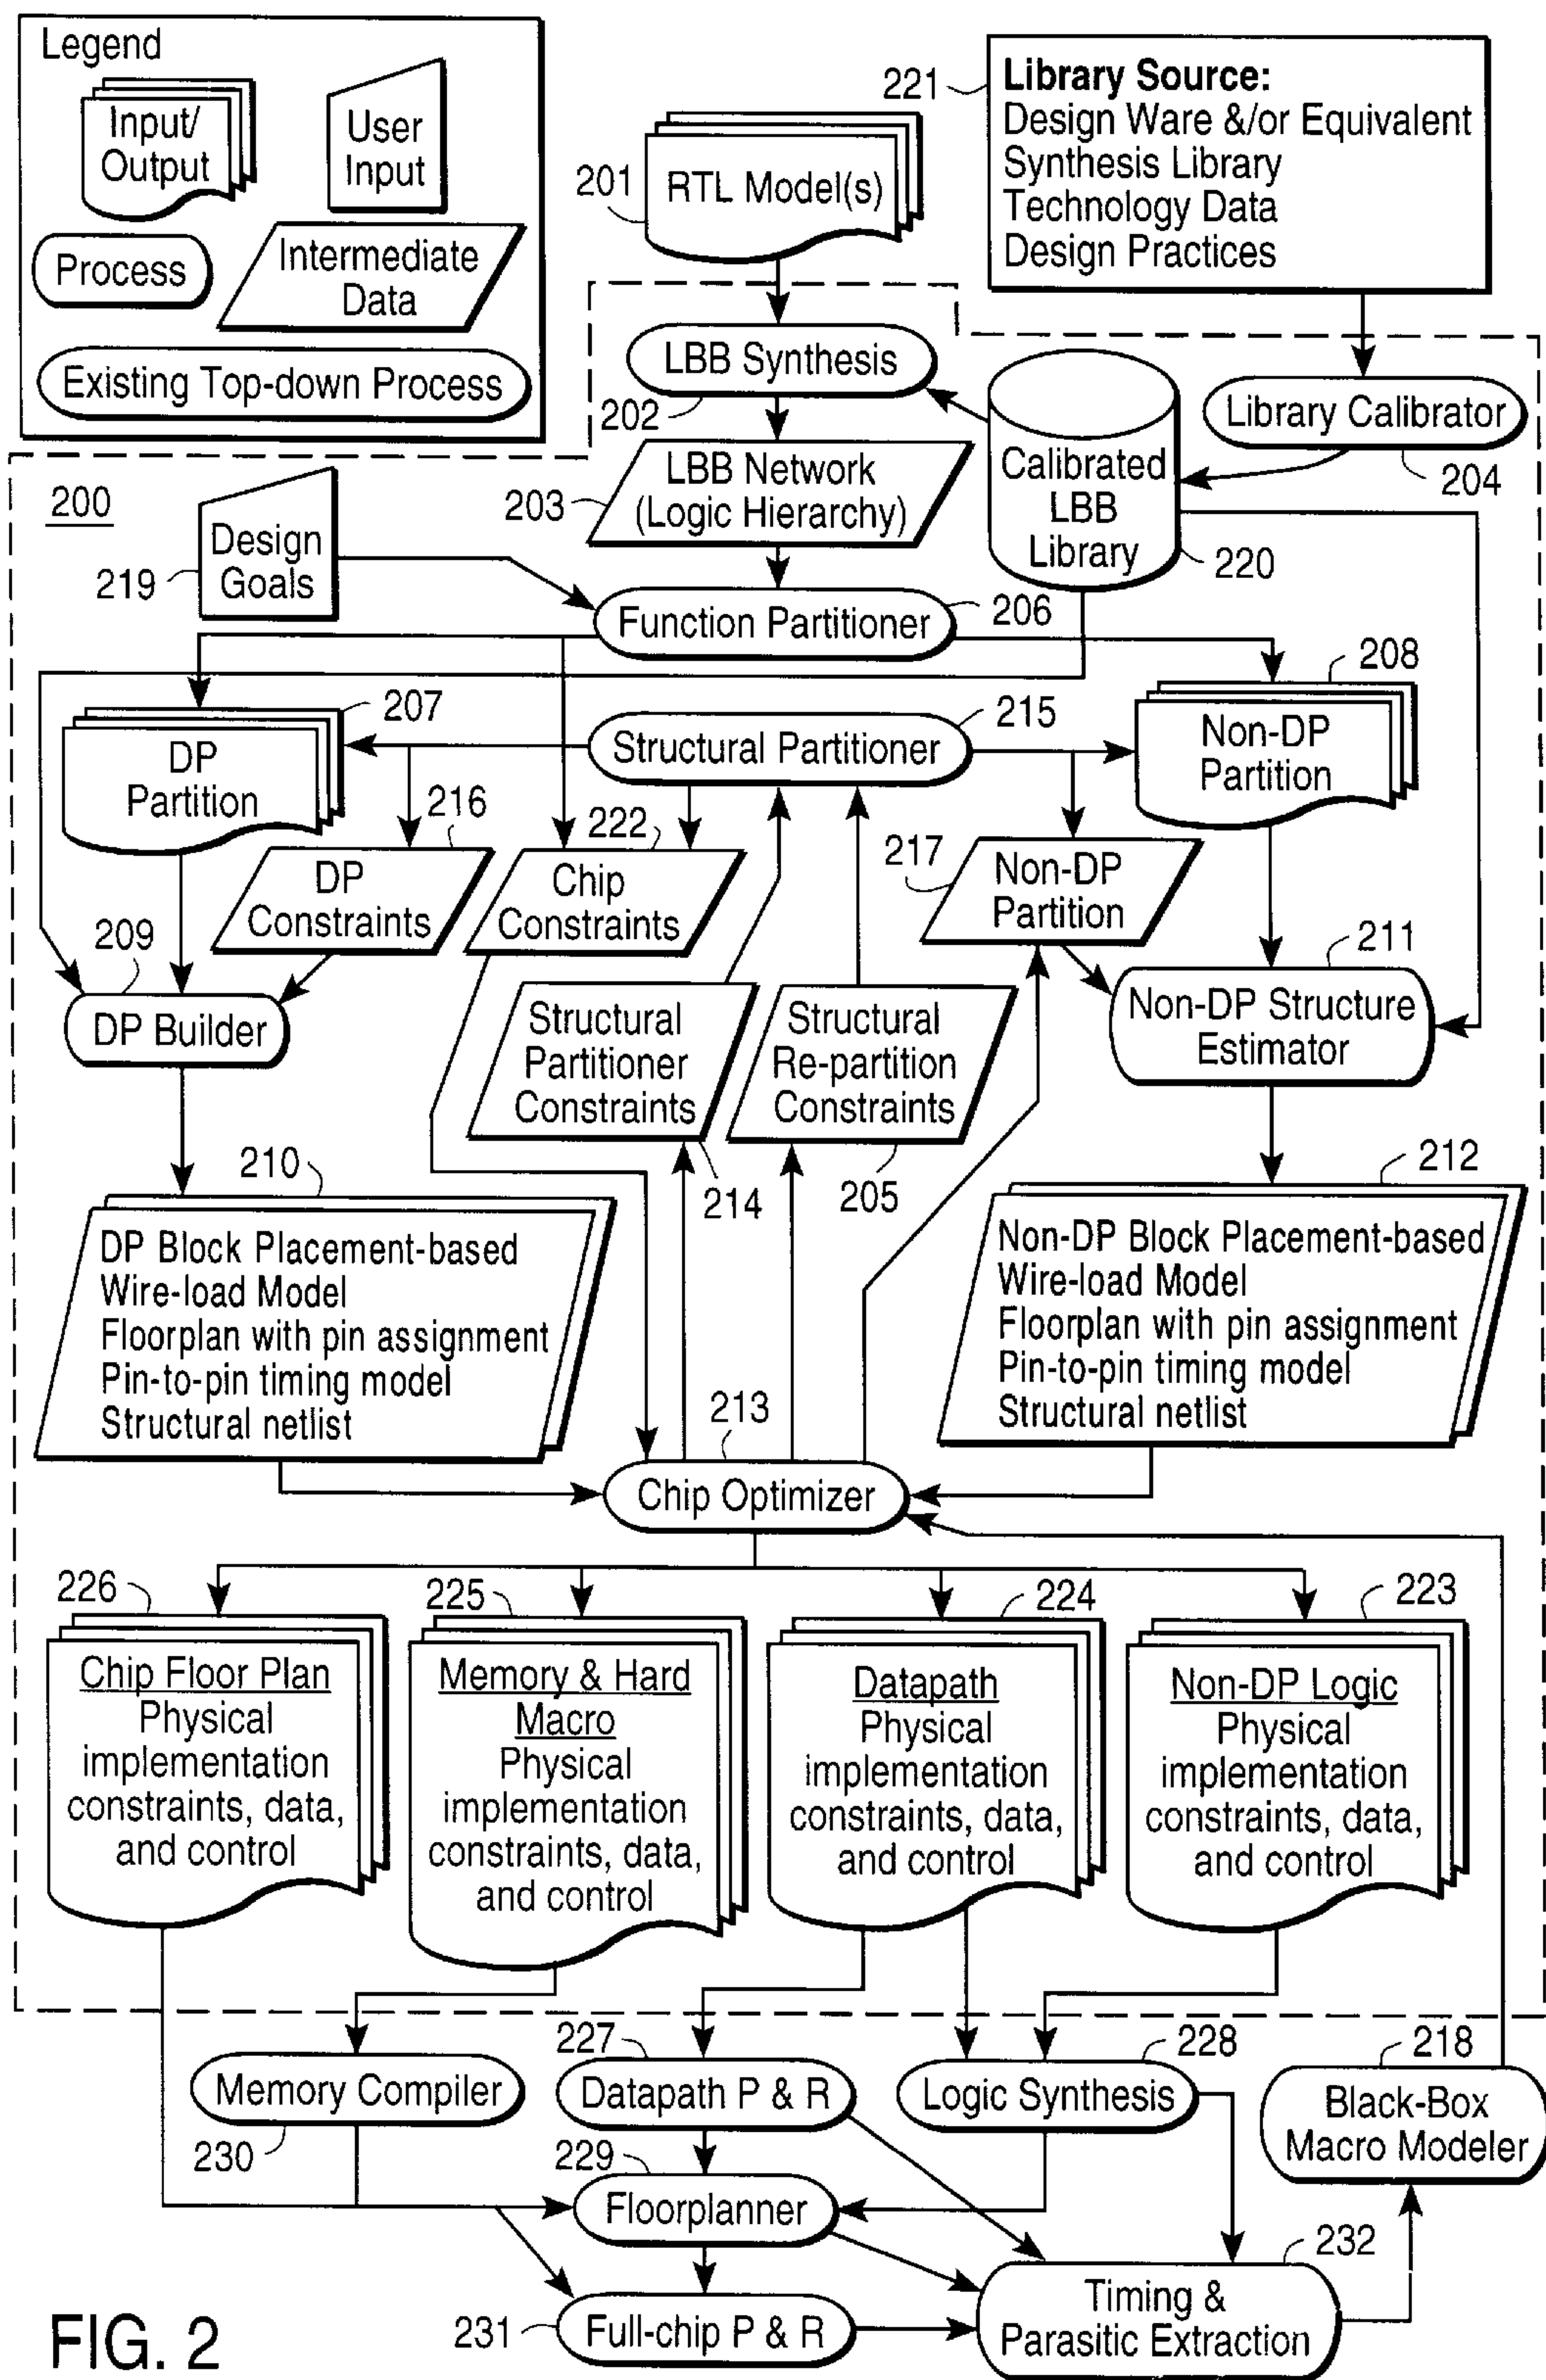 Legend
Input/
Output
User
Input
Process
Intermediate
Data
Existing Top-down Process
221
Library Source:
Design Ware &/or Equivalent
Synthesis Library
Technology Data
Design Practices
201
RTL Model(s)
LBB Synthesis
202
Library Calibrator
204
LBB Network
(Logic Hierarchy)
203
Calibrated
LBB
Library
220
200
Design
Goals
219
Function Partitioner
206
207
DP
Partition
Structural Partitioner
215
208
Non-DP
Partition
216
DP
Constraints
222
Chip
Constraints
217
Non-DP
Partition
209
DP Builder
Structural
Partitioner
Constraints
214
Structural
Re-partition
Constraints
205
211
Non-DP Structure
Estimator
210
DP Block Placement-based
Wire-load Model
Floorplan with pin assignment
Pin-to-pin timing model
Structural netlist
212
Non-DP Block Placement-based
Wire-load Model
Floorplan with pin assignment
Pin-to-pin timing model
Structural netlist
213
Chip Optimizer
226
Chip Floor Plan
Physical
implementation
constraints, data,
and control
225
Memory & Hard
Macro
Physical
implementation
constraints, data,
and control
224
Datapath
Physical
implementation
constraints, data,
and control
223
Non-DP Logic
Physical
implementation
constraints, data,
and control
Memory Compiler
230
227
Datapath P & R
228
Logic Synthesis
218
Black-Box
Macro Modeler
229
Floorplanner
231
Full-chip P & R
232
Timing &
Parasitic Extraction
FIG. 2